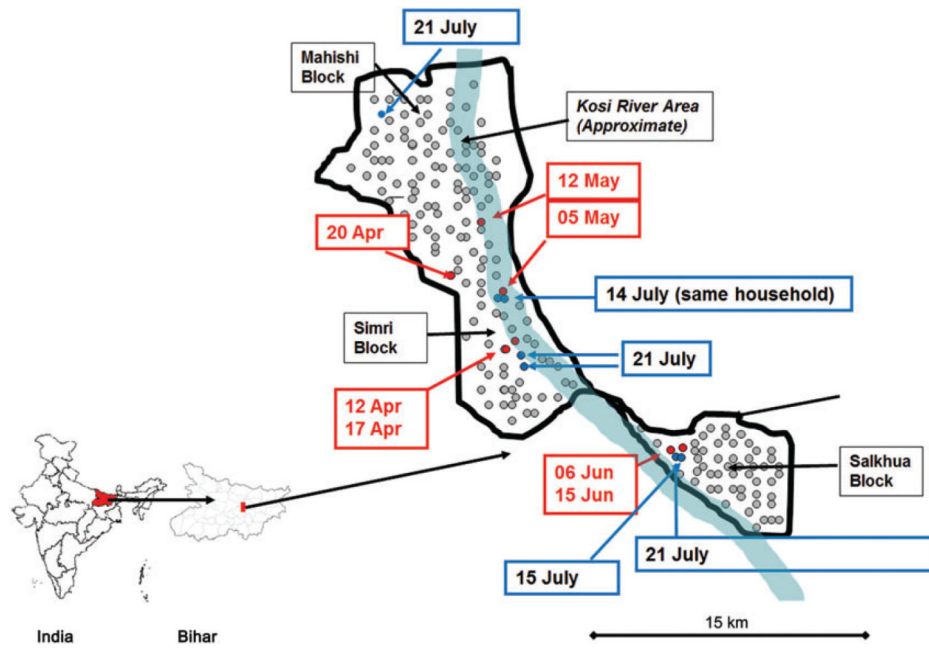 21 July
Mahishi
Block
Kosi River Area
(Approximate)
12 May
05 May
20 Apr
14 July (same household)
Simri
Block
21 July
12 Apr
17 Apr
06 Jun
15 Jun
Salkhua
Block
21 July
15 July
15 km
India
Bihar